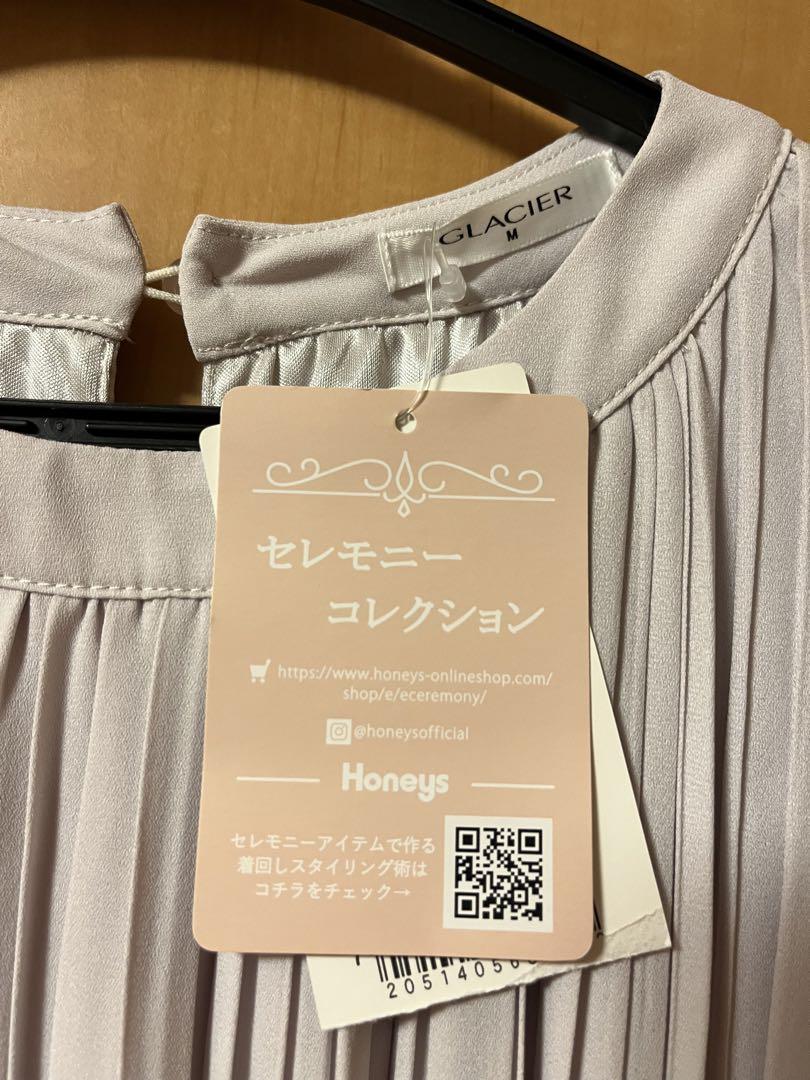 GLACIER
M
セレモニー
コレクション
https://www.honeys-onlineshop.com/
shop/e/eceremony/
@honeysofficial
Honeys
セレモニーアイテムで作る
着回しスタイリング術は
コチラをチェック→
2051405